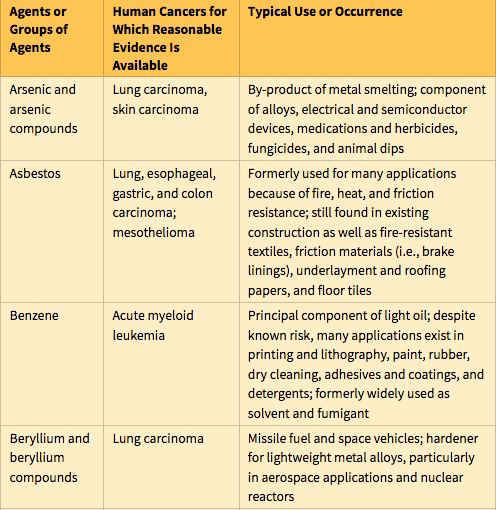 Agents or
Groups of
Agents
Human Cancers for
Which Reasonable
Evidence Is
Available
Typical Use or Occurrence
Arsenic and
arsenic
compounds
Lung carcinoma,
skin carcinoma
By-product of metal smelting; component
of alloys, electrical and semiconductor
devices, medications and herbicides,
fungicides, and animal dips
Asbestos
Lung, esophageal,
gastric, and colon
carcinoma;
mesothelioma
Formerly used for many applications
because of fire, heat, and friction
resistance; still found in existing
construction as well as fire-resistant
textiles, friction materials (i.e., brake
linings), underlayment and roofing
papers, and floor tiles
Benzene
Acute myeloid
leukemia
Principal component of light oil; despite
known risk, many applications exist in
printing and lithography, paint, rubber,
dry cleaning, adhesives and coatings, and
detergents; formerly widely used as
solvent and fumigant
Beryllium and
beryllium
compounds
Lung carcinoma
Missile fuel and space vehicles; hardener
for lightweight metal alloys, particularly
in aerospace applications and nuclear
reactors